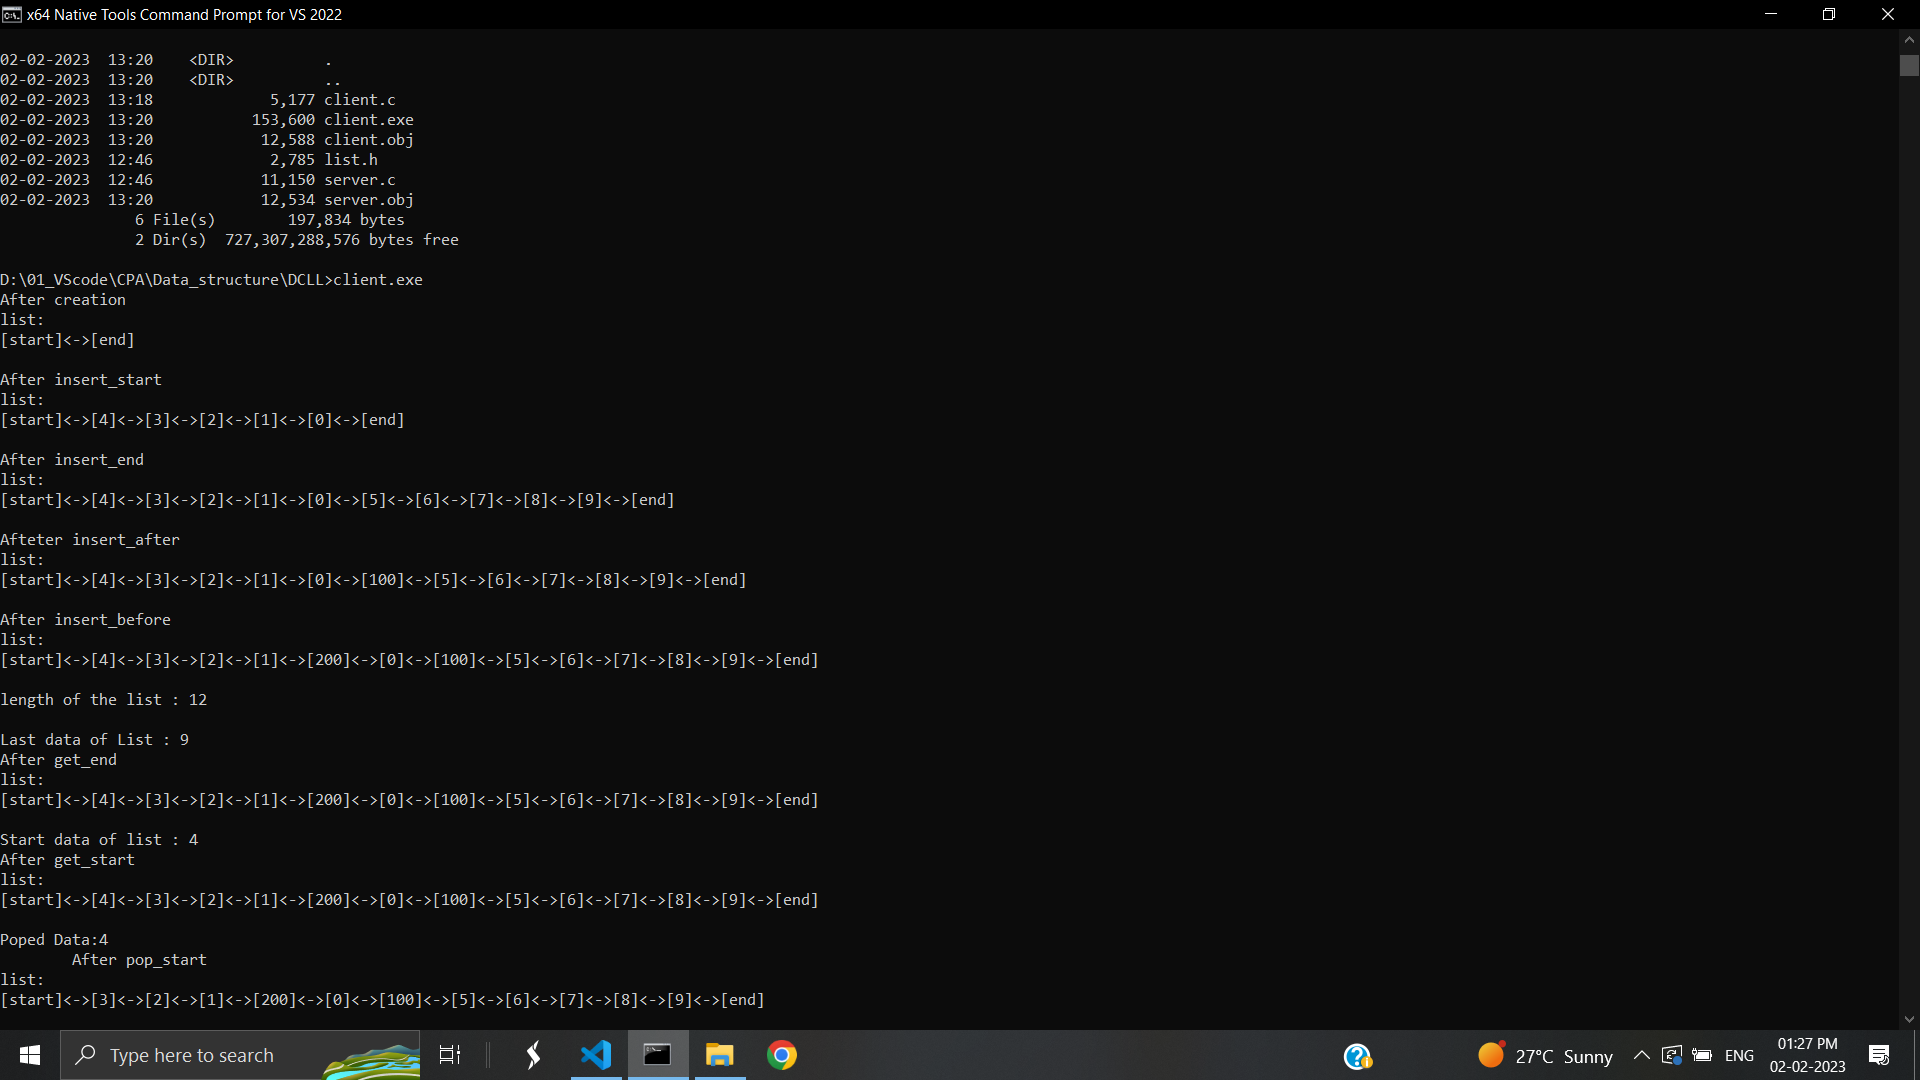 x64 Native Tools Command Prompt for VS 2022
02-02-2023  13:20    <DIR>          .
02-02-2023  13:20    <DIR>          ..
02-02-2023  13:18             5,177 client.c
02-02-2023  13:20           153,600 client.exe
02-02-2023  13:20            12,588 client.obj
02-02-2023  12:46             2,785 list.h
02-02-2023  12:46            11,150 server.c
02-02-2023  13:20            12,534 server.obj
               6 File(s)        197,834 bytes
               2 Dir(s)  727,307,288,576 bytes free
D:\01_VScode\CPA\Data_structure\DCLL>client.exe
After creation
list:
[start]<->[end]
After insert_start
list:
[start]<->[4]<->[3]<->[2]<->[1]<->[0]<->[end]
After insert_end
list:
[start]<->[4]<->[3]<->[2]<->[1]<->[0]<->[5]<->[6]<->[7]<->[8]<->[9]<->[end]
Afteter insert_after
list:
[start]<->[4]<->[3]<->[2]<->[1]<->[0]<->[100]<->[5]<->[6]<->[7]<->[8]<->[9]<->[end]
After insert_before
list:
[start]<->[4]<->[3]<->[2]<->[1]<->[200]<->[0]<->[100]<->[5]<->[6]<->[7]<->[8]<->[9]<->[end]
length of the list : 12
Last data of List : 9
After get_end
list:
[start]<->[4]<->[3]<->[2]<->[1]<->[200]<->[0]<->[100]<->[5]<->[6]<->[7]<->[8]<->[9]<->[end]
Start data of list : 4
After get_start
list:
[start]<->[4]<->[3]<->[2]<->[1]<->[200]<->[0]<->[100]<->[5]<->[6]<->[7]<->[8]<->[9]<->[end]
Poped Data:4
        After pop_start
list:
[start]<->[3]<->[2]<->[1]<->[200]<->[0]<->[100]<->[5]<->[6]<->[7]<->[8]<->[9]<->[end]
Type here to search
27°C Sunny
ENG
01:27 PM
02-02-2023